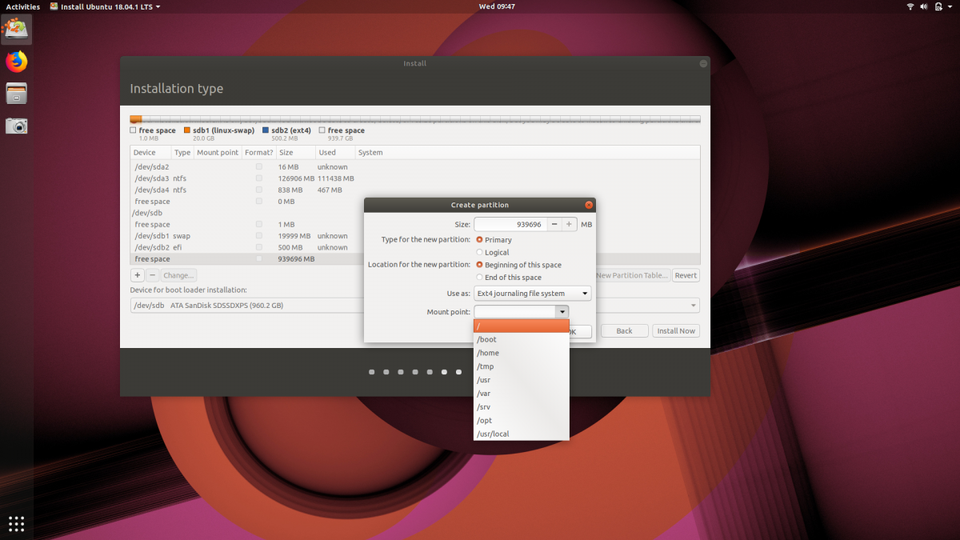 Activities Install Ubuntu 18.04.1 LTS Wed 09:47
Install
Installation type
free space sdb1 (linux-swap) sdb2 (ext4) free space
1.0 MB 20.0 GB 500.2 MB 939.7 GB
Device Type Mount point Format? Size Used System
/dev/sda2 16 MB unknown
/dev/sda3 ntfs 126906 MB 111438 MB
/dev/sda4 ntfs 838 MB 467 MB
free space 0 MB
/dev/sdb
free space 1 MB
/dev/sdb1 swap 19999 MB unknown
/dev/sdb2 efi 500 MB unknown
free space 939696 MB
+ − Change... New Partition Table... Revert
Device for boot loader installation:
/dev/sdb ATA SanDisk SDSSDXPS (960.2 GB)
Back Install Now
Create partition
Size: 939696 − + MB
Type for the new partition: Primary
Logical
Location for the new partition: Beginning of this space
End of this space
Use as: Ext4 journaling file system
Mount point:
/
/boot
/home
/tmp
/usr
/var
/srv
/opt
/usr/local